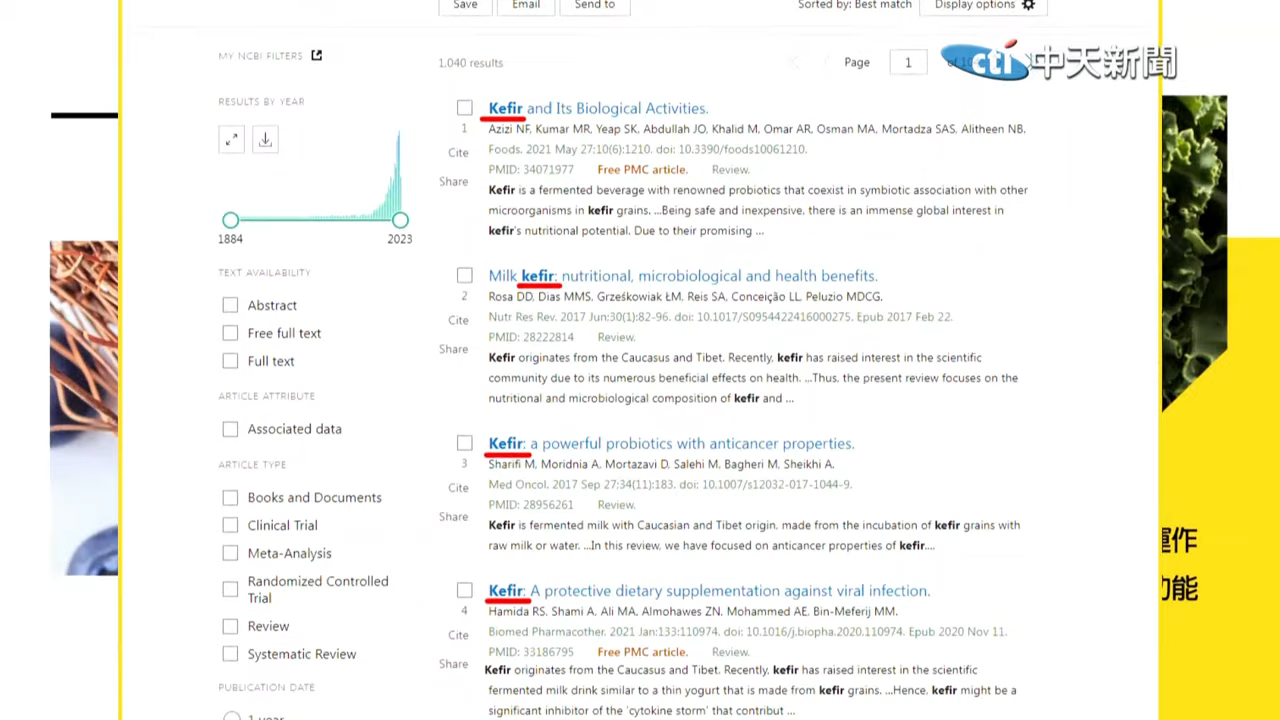 Save Email Send to Sorted by: Best match Display options
MY NCBI FILTERS
1,040 results
Page 1 of 10
cti 中天新聞
RESULTS BY YEAR
1884 2023
TEXT AVAILABILITY
Abstract
Free full text
Full text
ARTICLE ATTRIBUTE
Associated data
ARTICLE TYPE
Books and Documents
Clinical Trial
Meta-Analysis
Randomized Controlled
Trial
Review
Systematic Review
PUBLICATION DATE
1 year
Kefir and Its Biological Activities.
1
Cite
Share
Azizi NF, Kumar MR, Yeap SK, Abdullah JO, Khalid M, Omar AR, Osman MA, Mortadza SAS, Alitheen NB.
Foods. 2021 May 27;10(6):1210. doi: 10.3390/foods10061210.
PMID: 34071977 Free PMC article. Review.
Kefir is a fermented beverage with renowned probiotics that coexist in symbiotic association with other
microorganisms in kefir grains. ...Being safe and inexpensive, there is an immense global interest in
kefir's nutritional potential. Due to their promising ...
Milk kefir: nutritional, microbiological and health benefits.
2
Cite
Share
Rosa DD, Dias MMS, Grześkowiak ŁM, Reis SA, Conceição LL, Peluzio MDCG.
Nutr Res Rev. 2017 Jun;30(1):82-96. doi: 10.1017/S0954422416000275. Epub 2017 Feb 22.
PMID: 28222814 Review.
Kefir originates from the Caucasus and Tibet. Recently, kefir has raised interest in the scientific
community due to its numerous beneficial effects on health. ...Thus, the present review focuses on the
nutritional and microbiological composition of kefir and ...
Kefir: a powerful probiotics with anticancer properties.
3
Cite
Share
Sharifi M, Moridnia A, Mortazavi D, Salehi M, Bagheri M, Sheikhi A.
Med Oncol. 2017 Sep 27;34(11):183. doi: 10.1007/s12032-017-1044-9.
PMID: 28956261 Review.
Kefir is fermented milk with Caucasian and Tibet origin, made from the incubation of kefir grains with
raw milk or water. ...In this review, we have focused on anticancer properties of kefir....
Kefir: A protective dietary supplementation against viral infection.
4
Cite
Share
Hamida RS, Shami A, Ali MA, Almohawes ZN, Mohammed AE, Bin-Meferij MM.
Biomed Pharmacother. 2021 Jan;133:110974. doi: 10.1016/j.biopha.2020.110974. Epub 2020 Nov 11.
PMID: 33186795 Free PMC article. Review.
Kefir originates from the Caucasus and Tibet. Recently, kefir has raised interest in the scientific
fermented milk drink similar to a thin yogurt that is made from kefir grains. ...Hence, kefir might be a
significant inhibitor of the 'cytokine storm' that contribut ...
運作
功能